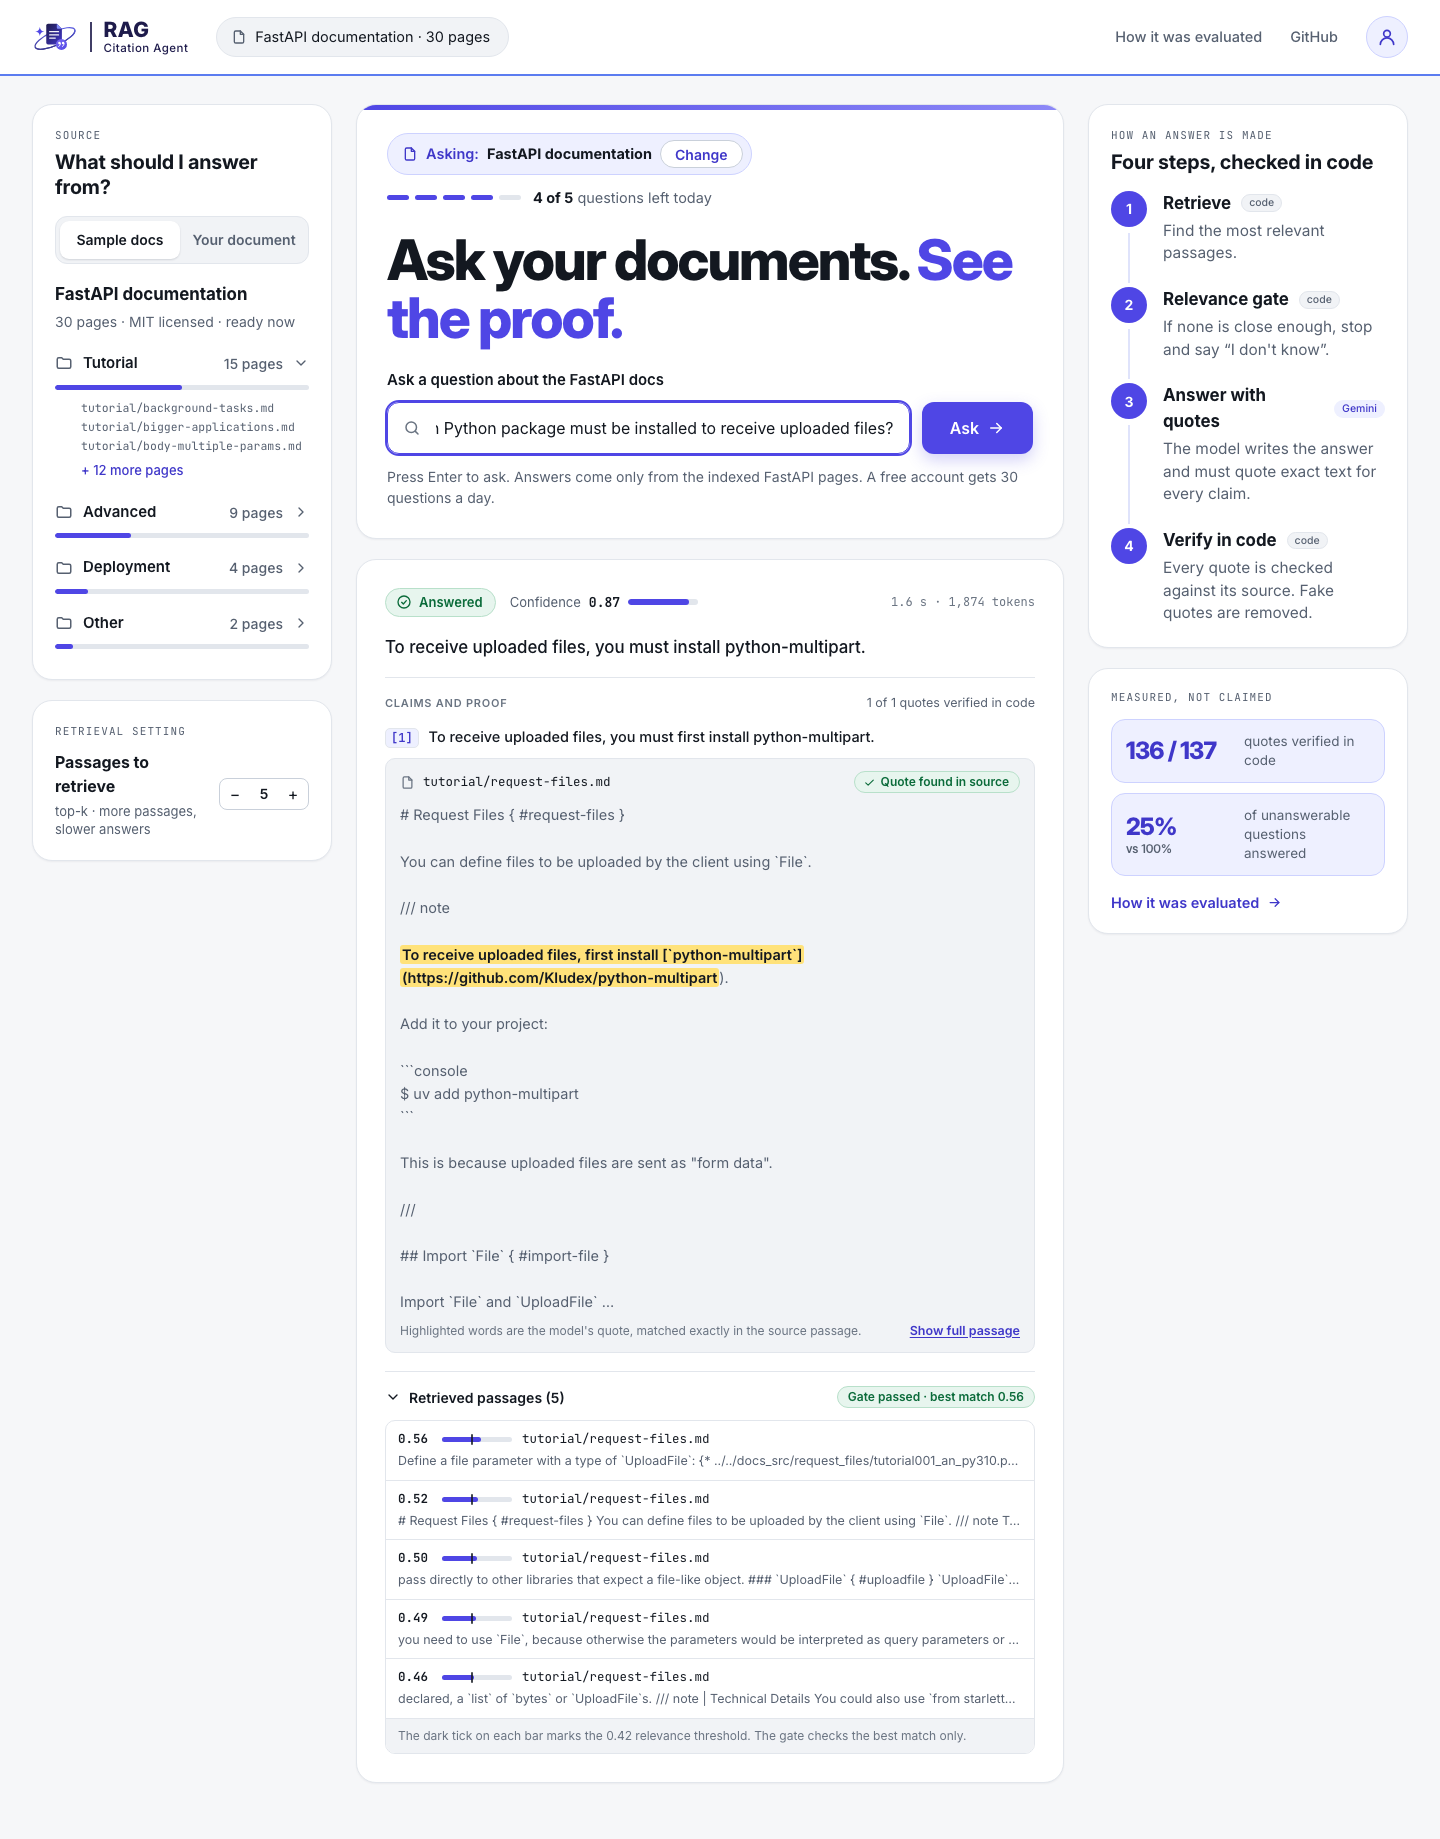 RAG
Citation Agent
FastAPI documentation · 30 pages
How it was evaluated
GitHub
SOURCE
What should I answer
from?
Sample docs
Your document
FastAPI documentation
30 pages · MIT licensed · ready now
Tutorial
15 pages
tutorial/background-tasks.md
tutorial/bigger-applications.md
tutorial/body-multiple-params.md
+ 12 more pages
Advanced
9 pages
Deployment
4 pages
Other
2 pages
RETRIEVAL SETTING
Passages to
retrieve
top-k · more passages,
slower answers
− 5 +
Asking: FastAPI documentation Change
4 of 5 questions left today
Ask your documents. See
the proof.
Ask a question about the FastAPI docs
Python package must be installed to receive uploaded files?
Ask →
Press Enter to ask. Answers come only from the indexed FastAPI pages. A free account gets 30
questions a day.
Answered
Confidence 0.87
1.6 s · 1,874 tokens
To receive uploaded files, you must install python-multipart.
CLAIMS AND PROOF
1 of 1 quotes verified in code
[1] To receive uploaded files, you must first install python-multipart.
tutorial/request-files.md
Quote found in source
# Request Files { #request-files }
You can define files to be uploaded by the client using `File`.
/// note
To receive uploaded files, first install [`python-multipart`]
(https://github.com/Kludex/python-multipart).
Add it to your project:
```console
$ uv add python-multipart
```
This is because uploaded files are sent as "form data".
///
## Import `File` { #import-file }
Import `File` and `UploadFile` ...
Highlighted words are the model's quote, matched exactly in the source passage.
Show full passage
Retrieved passages (5)
Gate passed · best match 0.56
0.56 tutorial/request-files.md
Define a file parameter with a type of `UploadFile`: {* ../../docs_src/request_files/tutorial001_an_py310.p...
0.52 tutorial/request-files.md
# Request Files { #request-files } You can define files to be uploaded by the client using `File`. /// note T...
0.50 tutorial/request-files.md
pass directly to other libraries that expect a file-like object. ### `UploadFile` { #uploadfile } `UploadFile`...
0.49 tutorial/request-files.md
you need to use `File`, because otherwise the parameters would be interpreted as query parameters or ...
0.46 tutorial/request-files.md
declared, a `list` of `bytes` or `UploadFile`s. /// note | Technical Details You could also use `from starlett...
The dark tick on each bar marks the 0.42 relevance threshold. The gate checks the best match only.
HOW AN ANSWER IS MADE
Four steps, checked in code
1
Retrieve code
Find the most relevant
passages.
2
Relevance gate code
If none is close enough, stop
and say “I don't know”.
3
Answer with
quotes
Gemini
The model writes the answer
and must quote exact text for
every claim.
4
Verify in code code
Every quote is checked
against its source. Fake
quotes are removed.
MEASURED, NOT CLAIMED
136 / 137
quotes verified in
code
25%
vs 100%
of unanswerable
questions
answered
How it was evaluated →